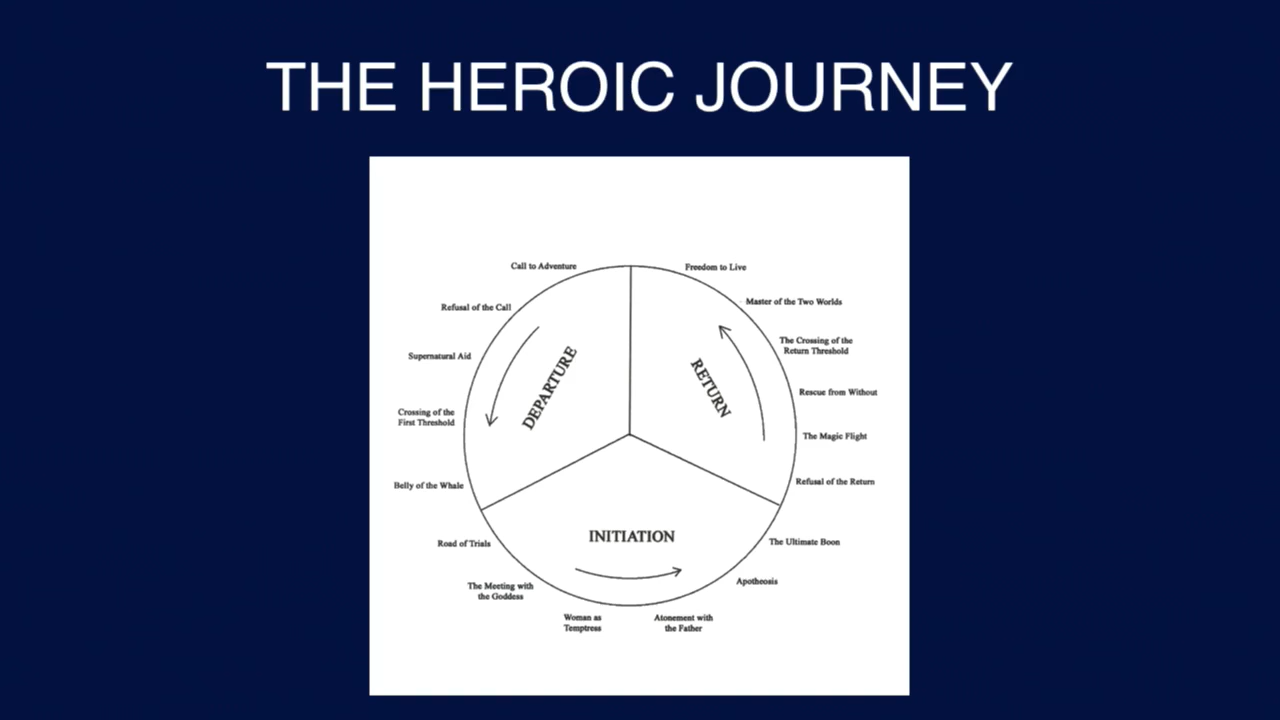 THE HEROIC JOURNEY
Call to Adventure
Refusal of the Call
Supernatural Aid
Crossing of the
First Threshold
Belly of the Whale
DEPARTURE
Road of Trials
The Meeting with
the Goddess
Woman as
Temptress
Atonement with
the Father
Apotheosis
The Ultimate Boon
INITIATION
Refusal of the Return
The Magic Flight
Rescue from Without
The Crossing of the
Return Threshold
Master of the Two Worlds
Freedom to Live
RETURN